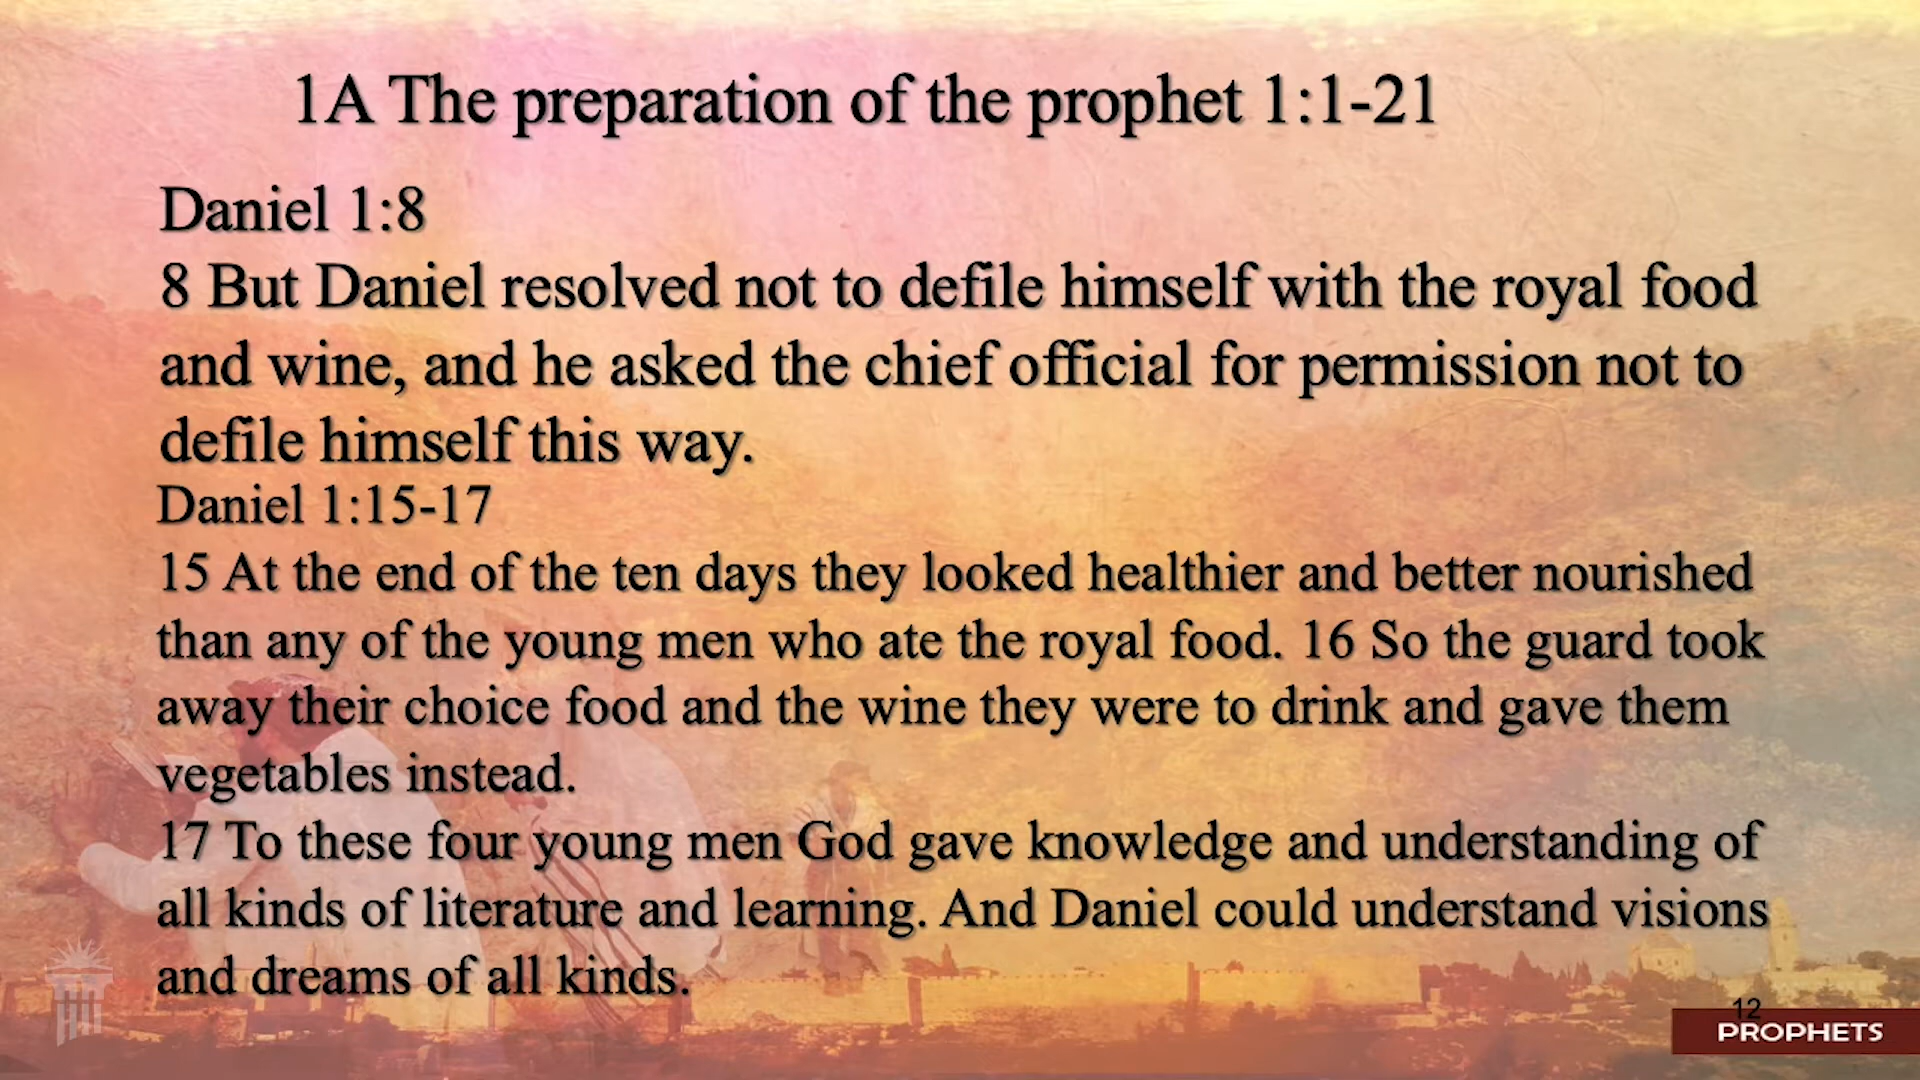 1A The preparation of the prophet 1:1-21
Daniel 1:8
8 But Daniel resolved not to defile himself with the royal food
and wine, and he asked the chief official for permission not to
defile himself this way.
Daniel 1:15-17
15 At the end of the ten days they looked healthier and better nourished
than any of the young men who ate the royal food. 16 So the guard took
away their choice food and the wine they were to drink and gave them
vegetables instead.
17 To these four young men God gave knowledge and understanding of
all kinds of literature and learning. And Daniel could understand visions
and dreams of all kinds.
12
PROPHETS